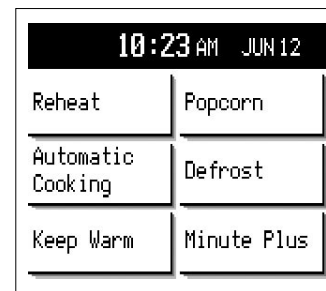 10:23 AM JUN 12
Reheat Popcorn
Automatic
Cooking
Defrost
Keep Warm Minute Plus